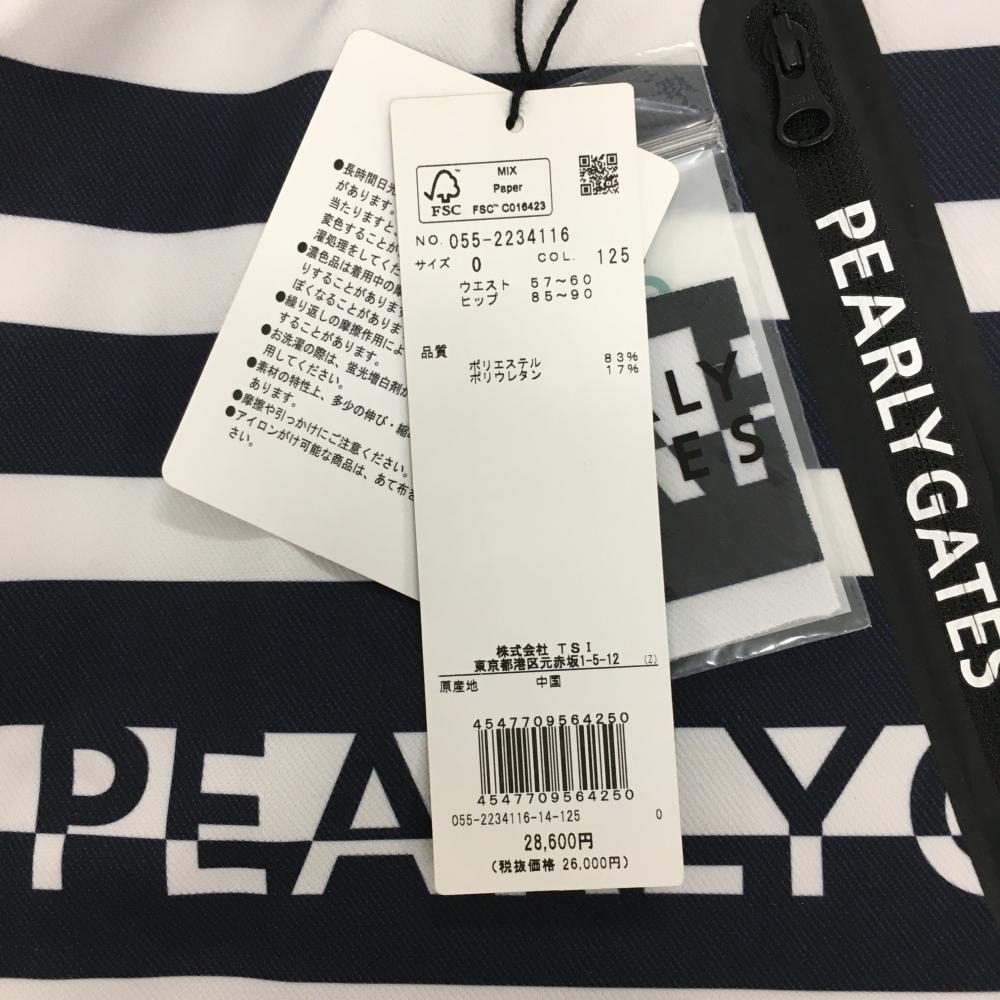 MIX
Paper
FSC™ C016423
FSC
NO. 055-2234116
サイズ 0 COL. 125
ウエスト 57～60
ヒップ 85～90
品質
ポリエステル 83%
ポリウレタン 17%
株式会社 TSI
東京都港区元赤坂1-5-12 (Z)
原産地 中国
4547709564250
4547709564250
055-2234116-14-125 0
28,600円
(税抜価格 26,000円)
●長時間日光
があります。
当たりますと、
変色することが
濯処理をしてくだ
●濃色品は着用中の摩
りすることがあります
ぽくなることがありま
●繰り返しの摩擦作用によ
することがあります。
●お洗濯の際は、蛍光増白剤が
用してください。
●素材の特性上、多少の伸び・縮
あります。
●摩擦や引っかけにご注意ください。
●アイロンがけ可能な商品は、あて布を
さい。
LY
ES
PEARLY GATES
PEARLY